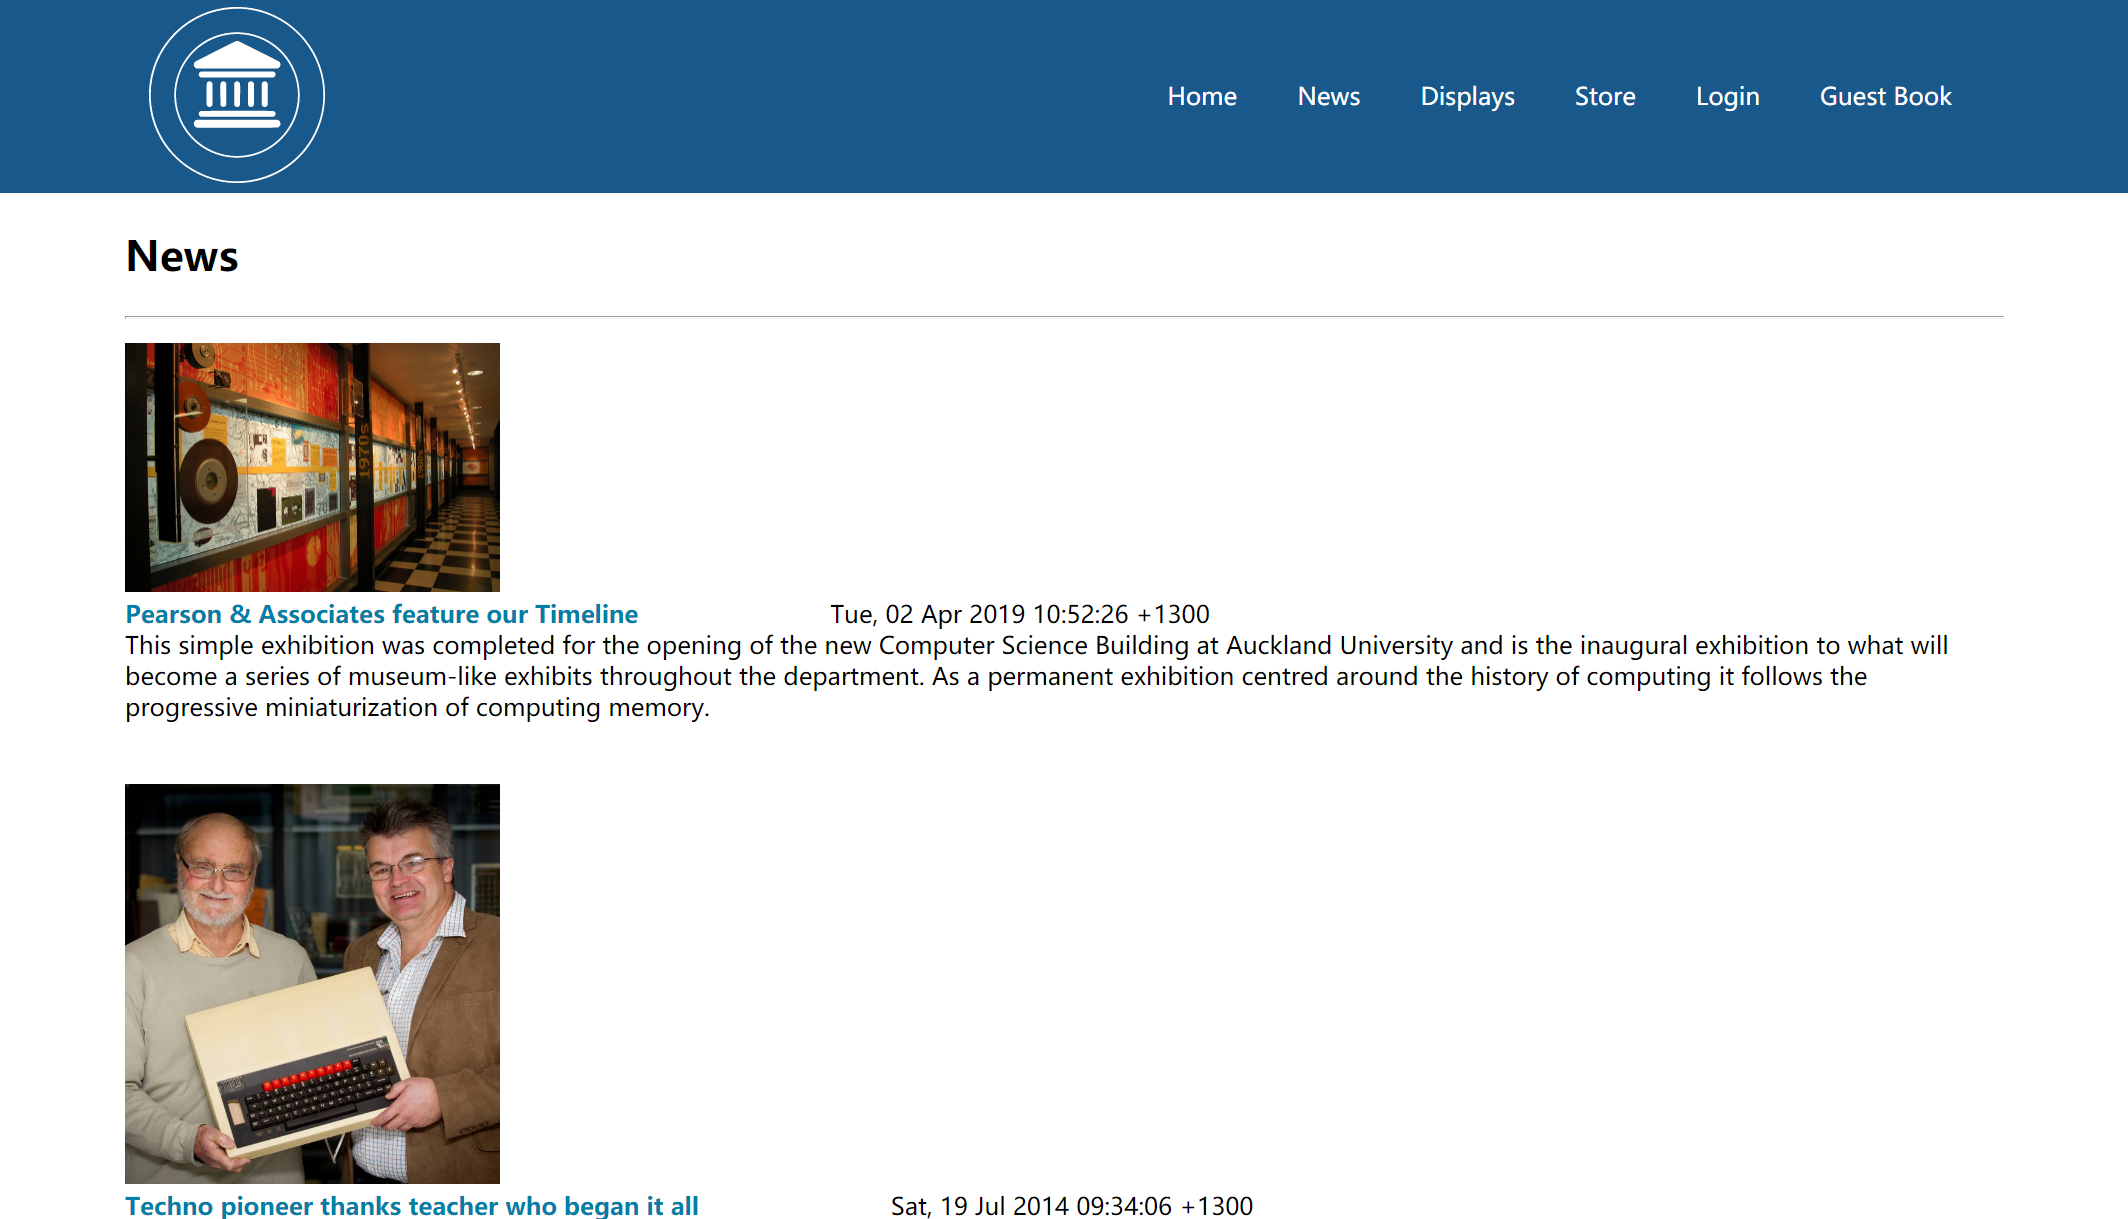 Home News Displays Store Login Guest Book
News
1970s
Pearson & Associates feature our Timeline Tue, 02 Apr 2019 10:52:26 +1300
This simple exhibition was completed for the opening of the new Computer Science Building at Auckland University and is the inaugural exhibition to what will
become a series of museum-like exhibits throughout the department. As a permanent exhibition centred around the history of computing it follows the
progressive miniaturization of computing memory.
Techno pioneer thanks teacher who began it all Sat, 19 Jul 2014 09:34:06 +1300